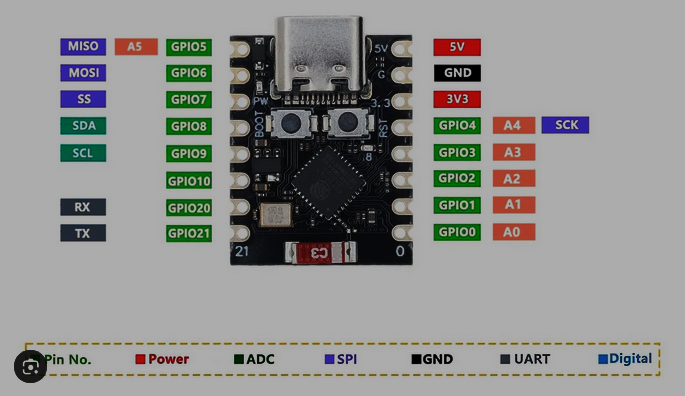 MISO A5 GPIO5 5V 5V
MOSI GPIO6 G GND
SS GPIO7 PW 3.3 3V3
SDA GPIO8 BOOT RST GPIO4 A4 SCK
SCL GPIO9 8 GPIO3 A3
GPIO10 GPIO2 A2
RX GPIO20 GPIO1 A1
TX GPIO21 GPIO0 A0
21 C3 0
Pin No. Power ADC SPI GND UART Digital